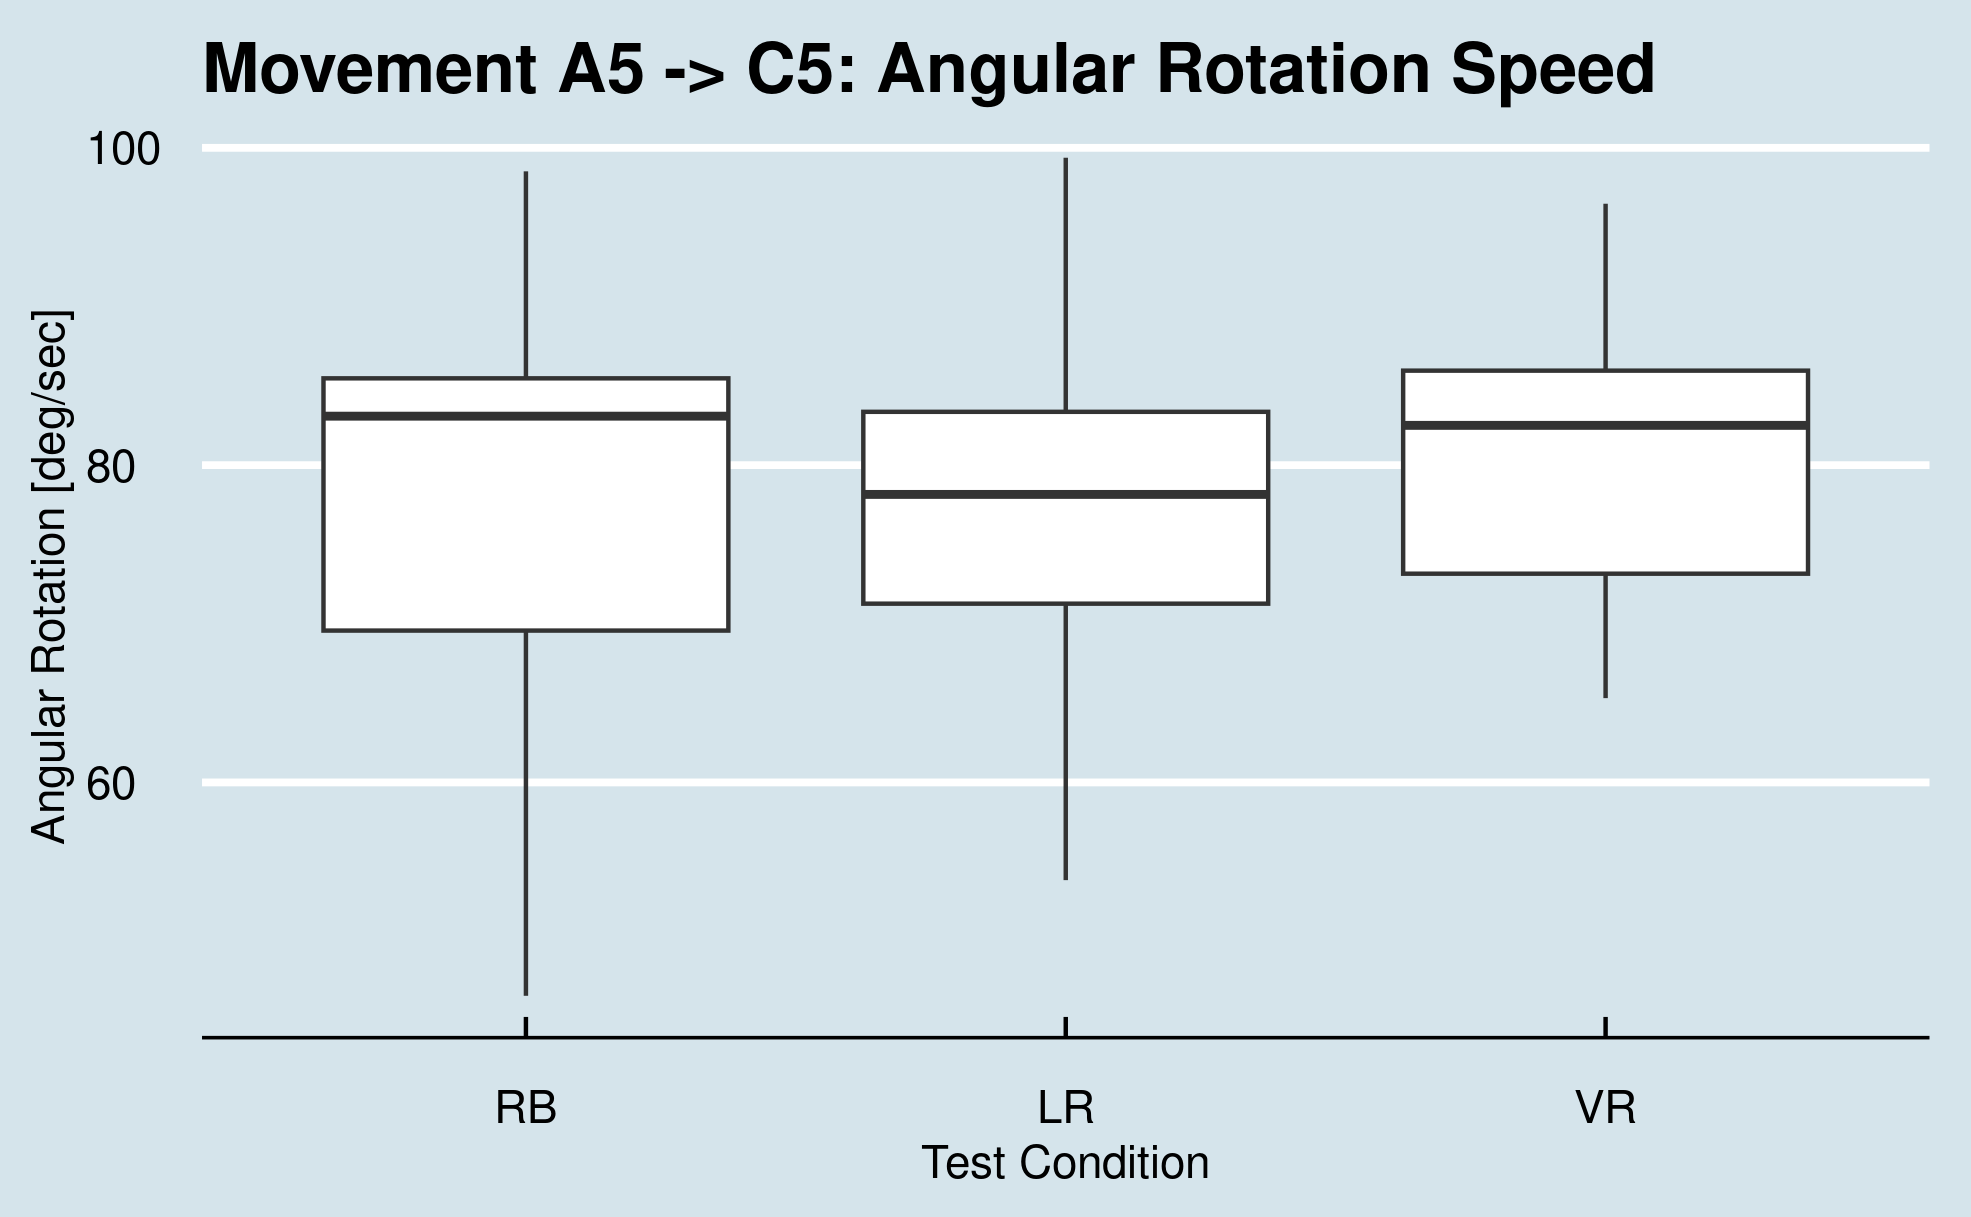 Movement A5 -> C5: Angular Rotation Speed
Angular Rotation [deg/sec]
100
80
60
RB
LR
VR
Test Condition